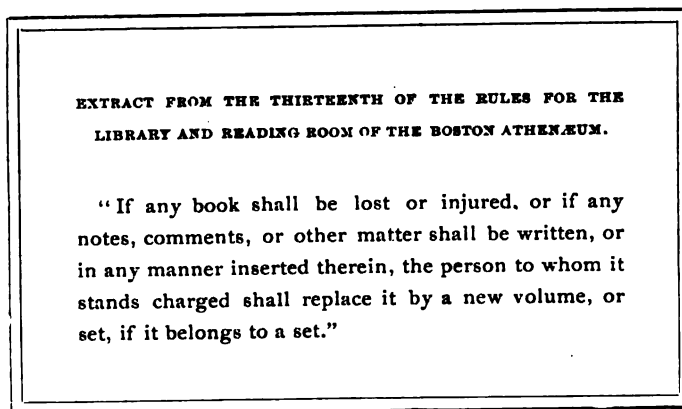 EXTRACT FROM THE THIRTEENTH OF THE RULES FOR THE
LIBRARY AND READING ROOM OF THE BOSTON ATHENÆUM.
“If any book shall be lost or injured, or if any
notes, comments, or other matter shall be written, or
in any manner inserted therein, the person to whom it
stands charged shall replace it by a new volume, or
set, if it belongs to a set.”